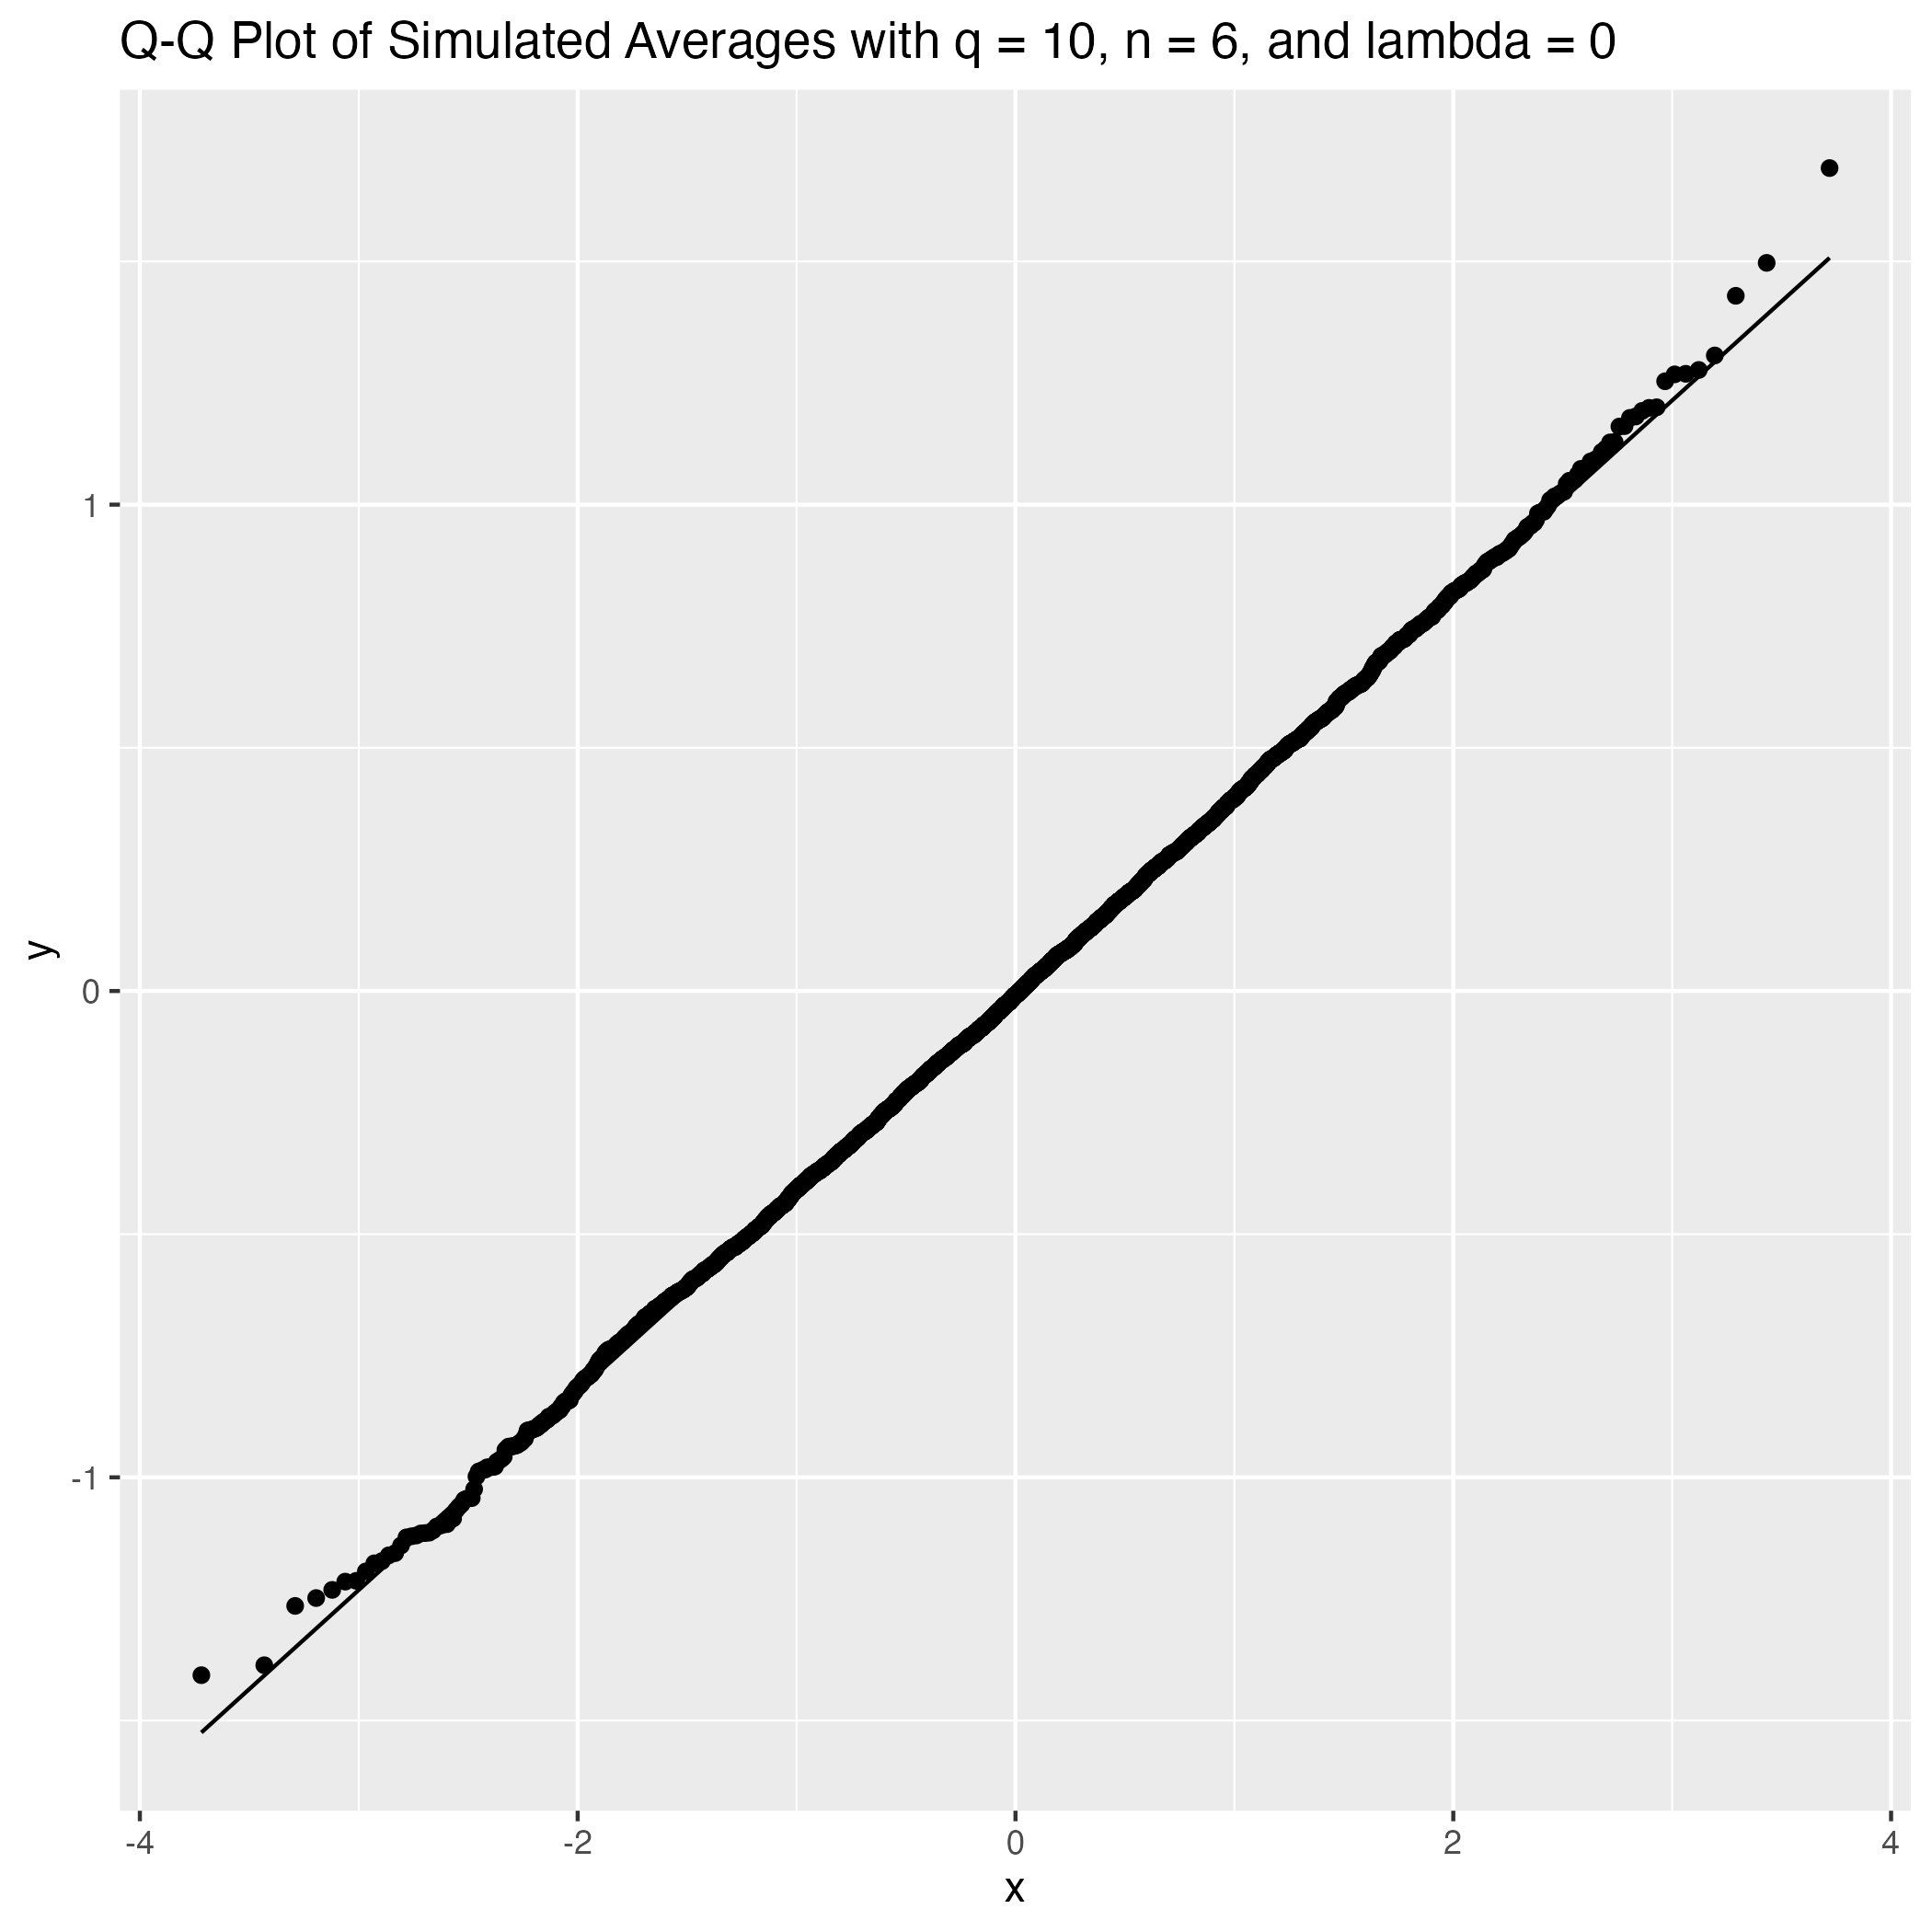 Q-Q Plot of Simulated Averages with q = 10, n = 6, and lambda = 0
1
0
-1
y
-4 -2 0 2 4
x